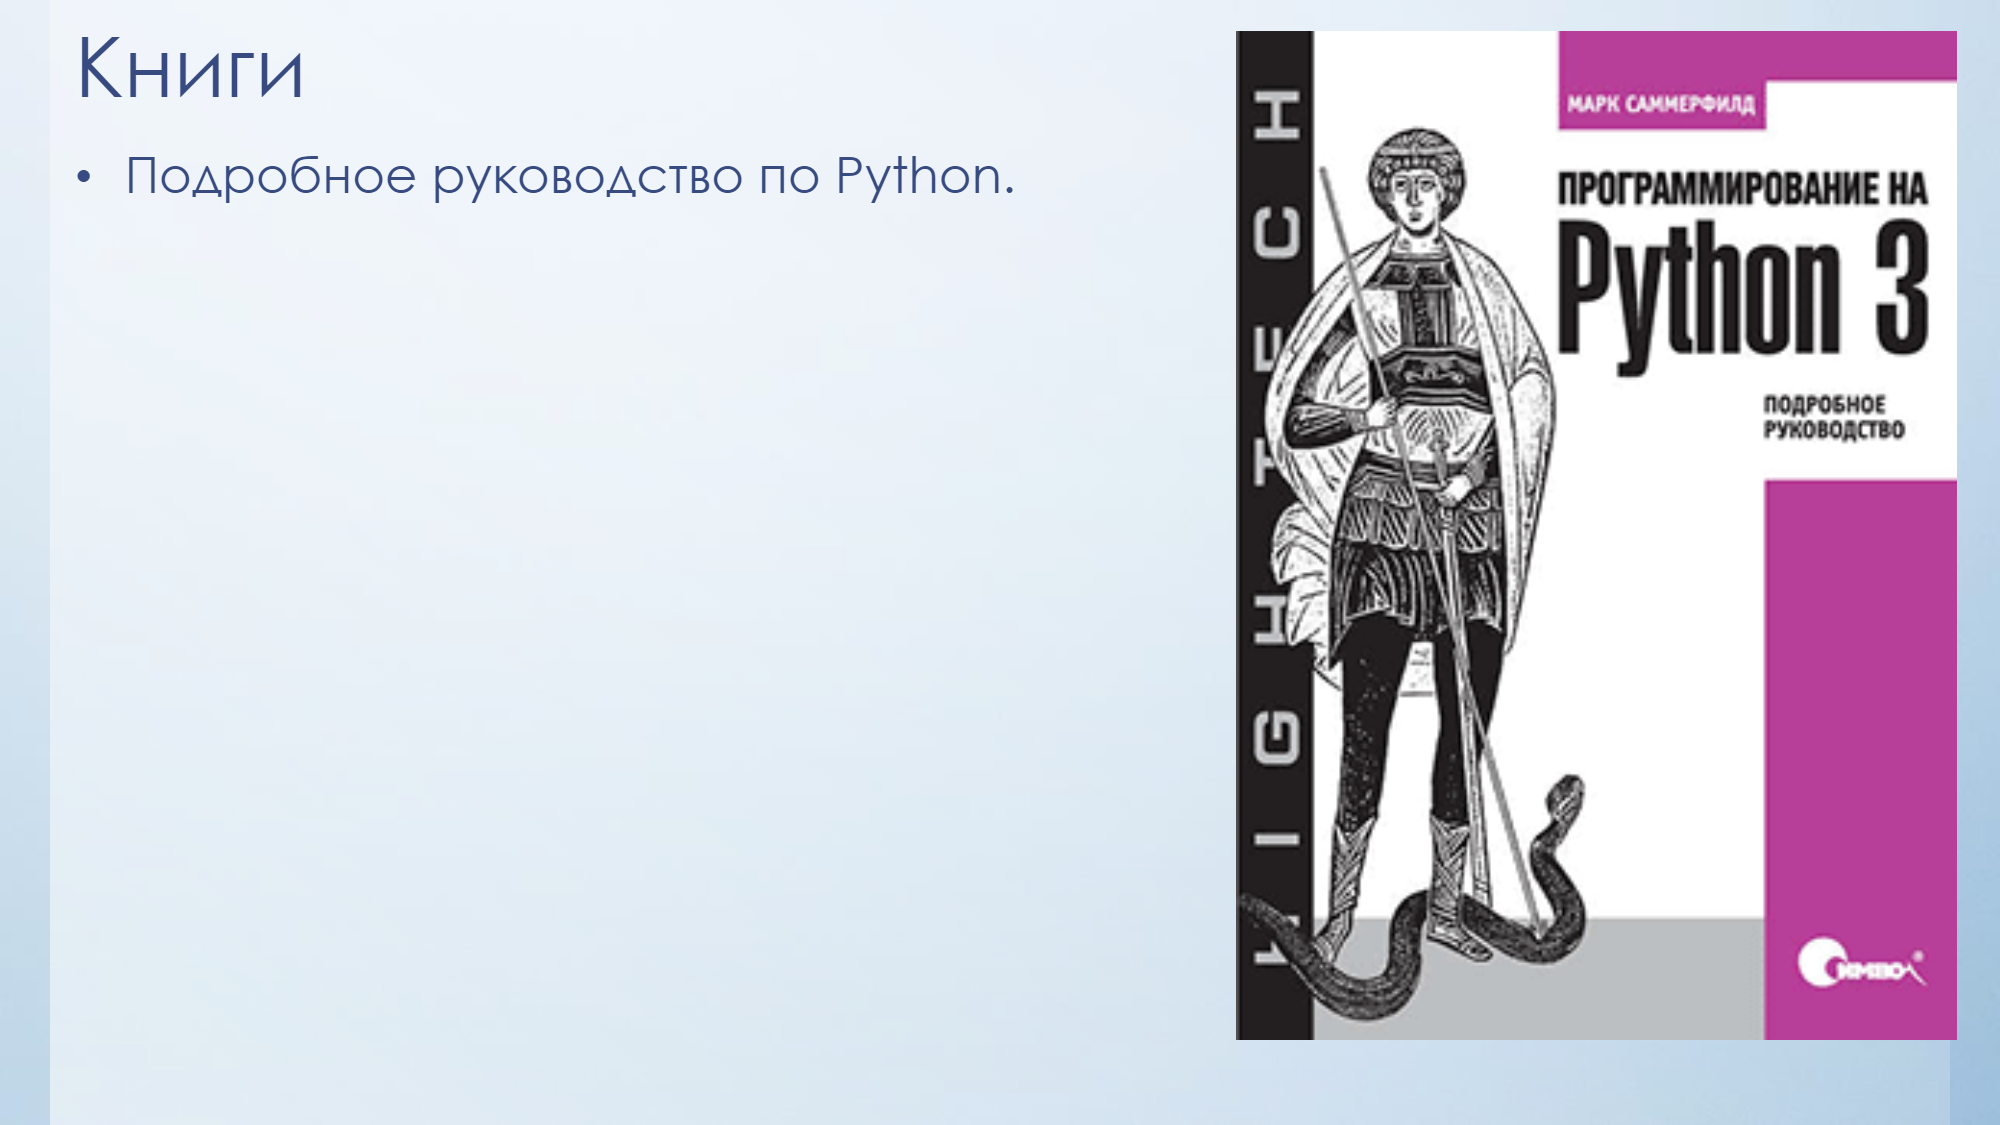 Книги
• Подробное руководство по Python.
HIGH TECH
МАРК САММЕРФИЛД
ПРОГРАММИРОВАНИЕ НА
Python 3
ПОДРОБНОЕ
РУКОВОДСТВО
Символ®